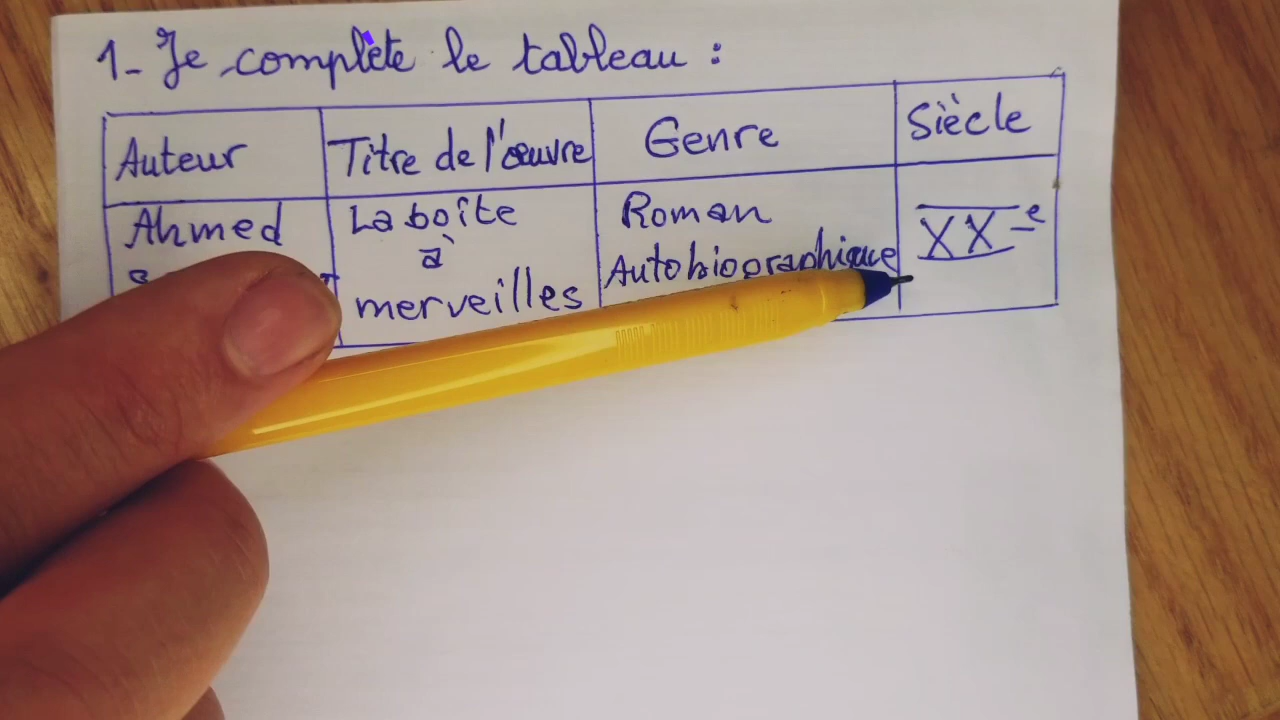 1- Je complète le tableau :
Auteur Titre de l'œuvre Genre Siècle
Ahmed La boîte Roman XXe
à Autobiographique
merveilles